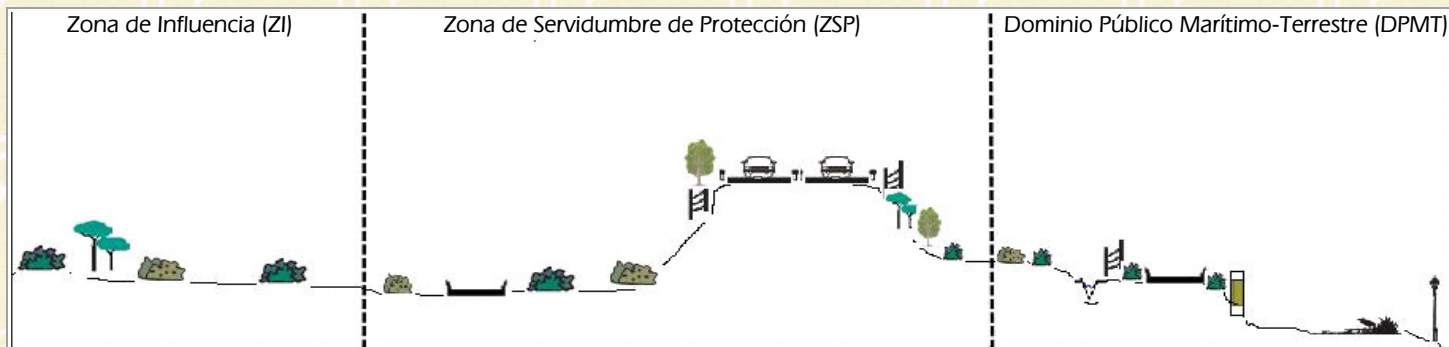 Zona de Influencia (ZI)
Zona de Servidumbre de Protección (ZSP)
Dominio Público Marítimo-Terrestre (DPMT)